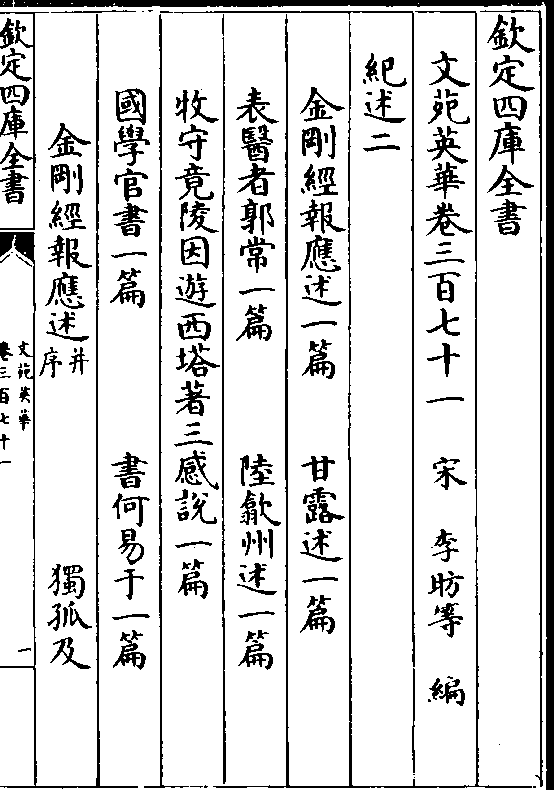 欽定四庫全書
文苑英華卷三百七十一　宋　李昉等　編
紀述二
金剛經報應述一篇　甘露述一篇
表醫者郭常一篇　陸歙州述一篇
牧守竟陵因遊西塔著三感說一篇
國學官書一篇　書何易于一篇
金剛經報應述并序　獨孤及
欽定四庫全書
文苑英華
卷三百七十一
一